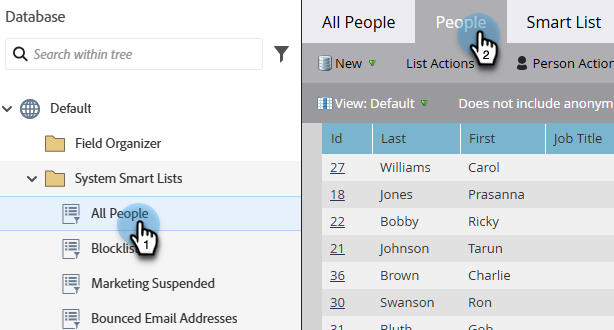 Database
Search within tree
Default
Field Organizer
System Smart Lists
All People
1
Blocklist
Marketing Suspended
Bounced Email Addresses
All People People Smart List
2
New List Actions Person Action
View: Default Does not include anonym
Id Last First Job Title
27 Williams Carol
18 Jones Prasanna
22 Bobby Ricky
21 Johnson Tarun
36 Brown Charlie
30 Swanson Ron
31 Bluth Gob